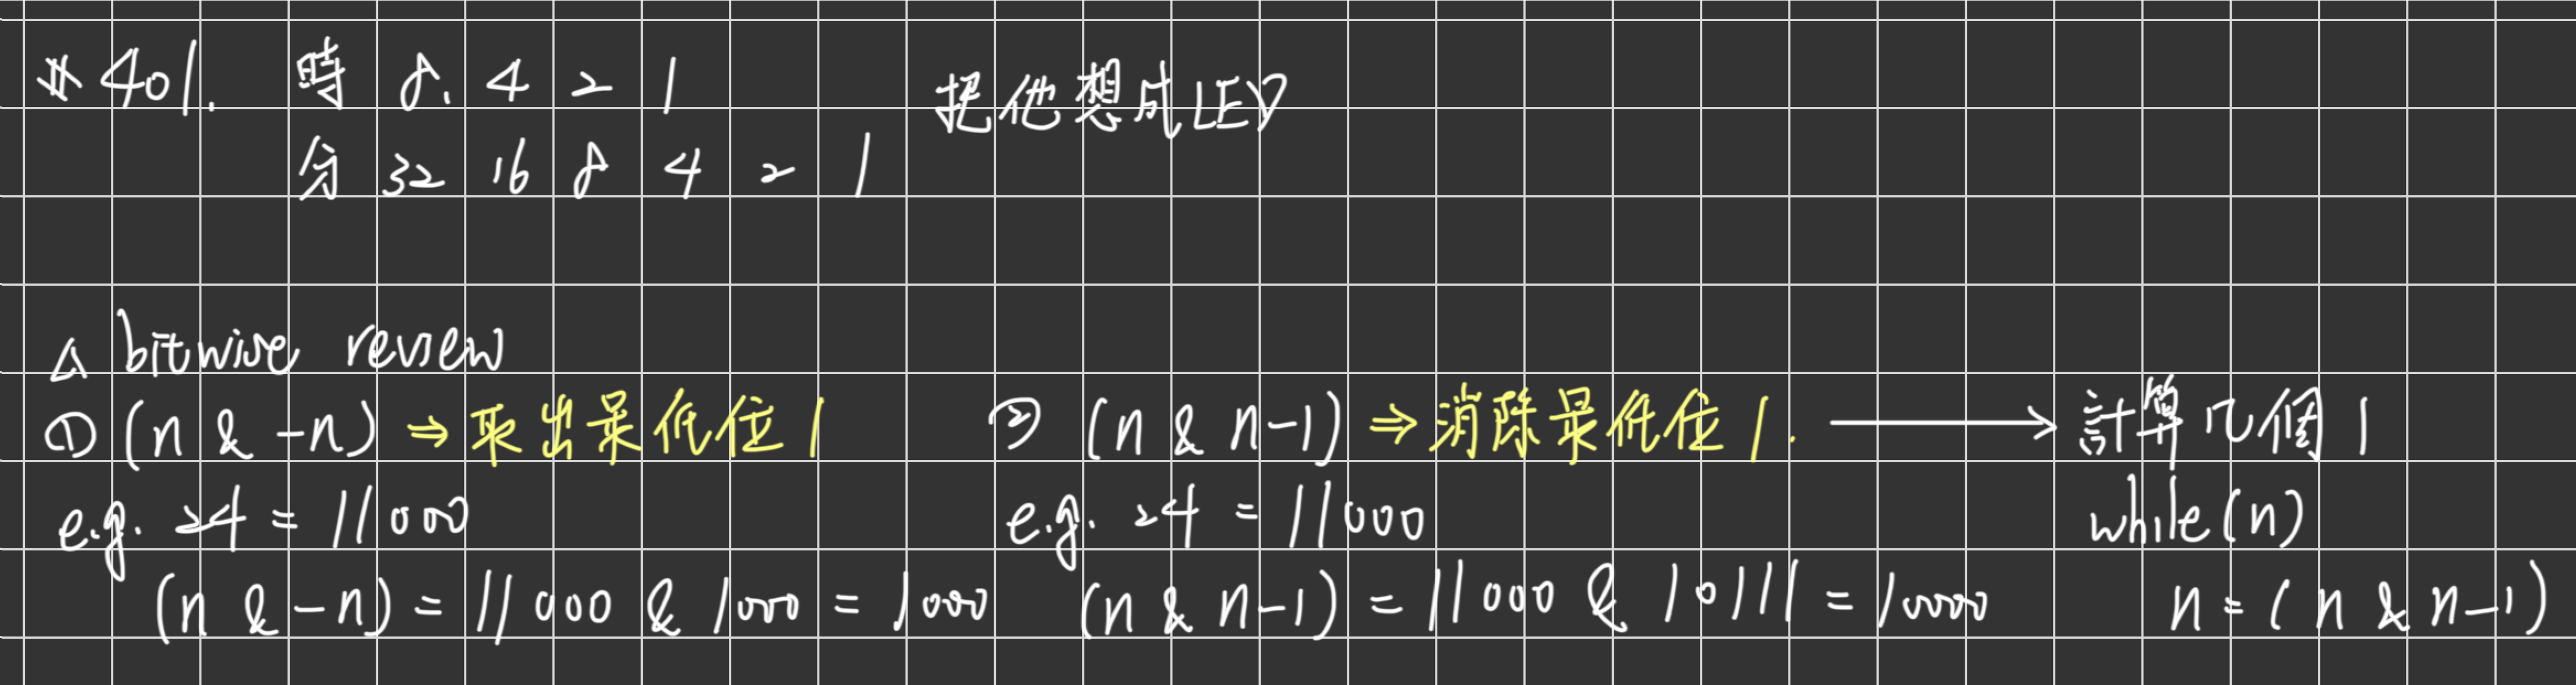 #401. 時 8. 4 2 1 把他想成LED
分 32 16 8 4 2 1
△ bitwise review
① (n & -n) ⇒ 取出最低位1 ② (n & n-1) ⇒ 消除最低位1. → 計算几個1
e.g. 24 = 11000 e.g. 24 = 11000 while(n)
(n & -n) = 11000 & 1000 = 1000 (n & n-1) = 11000 & 10111 = 10000 n = (n & n-1)